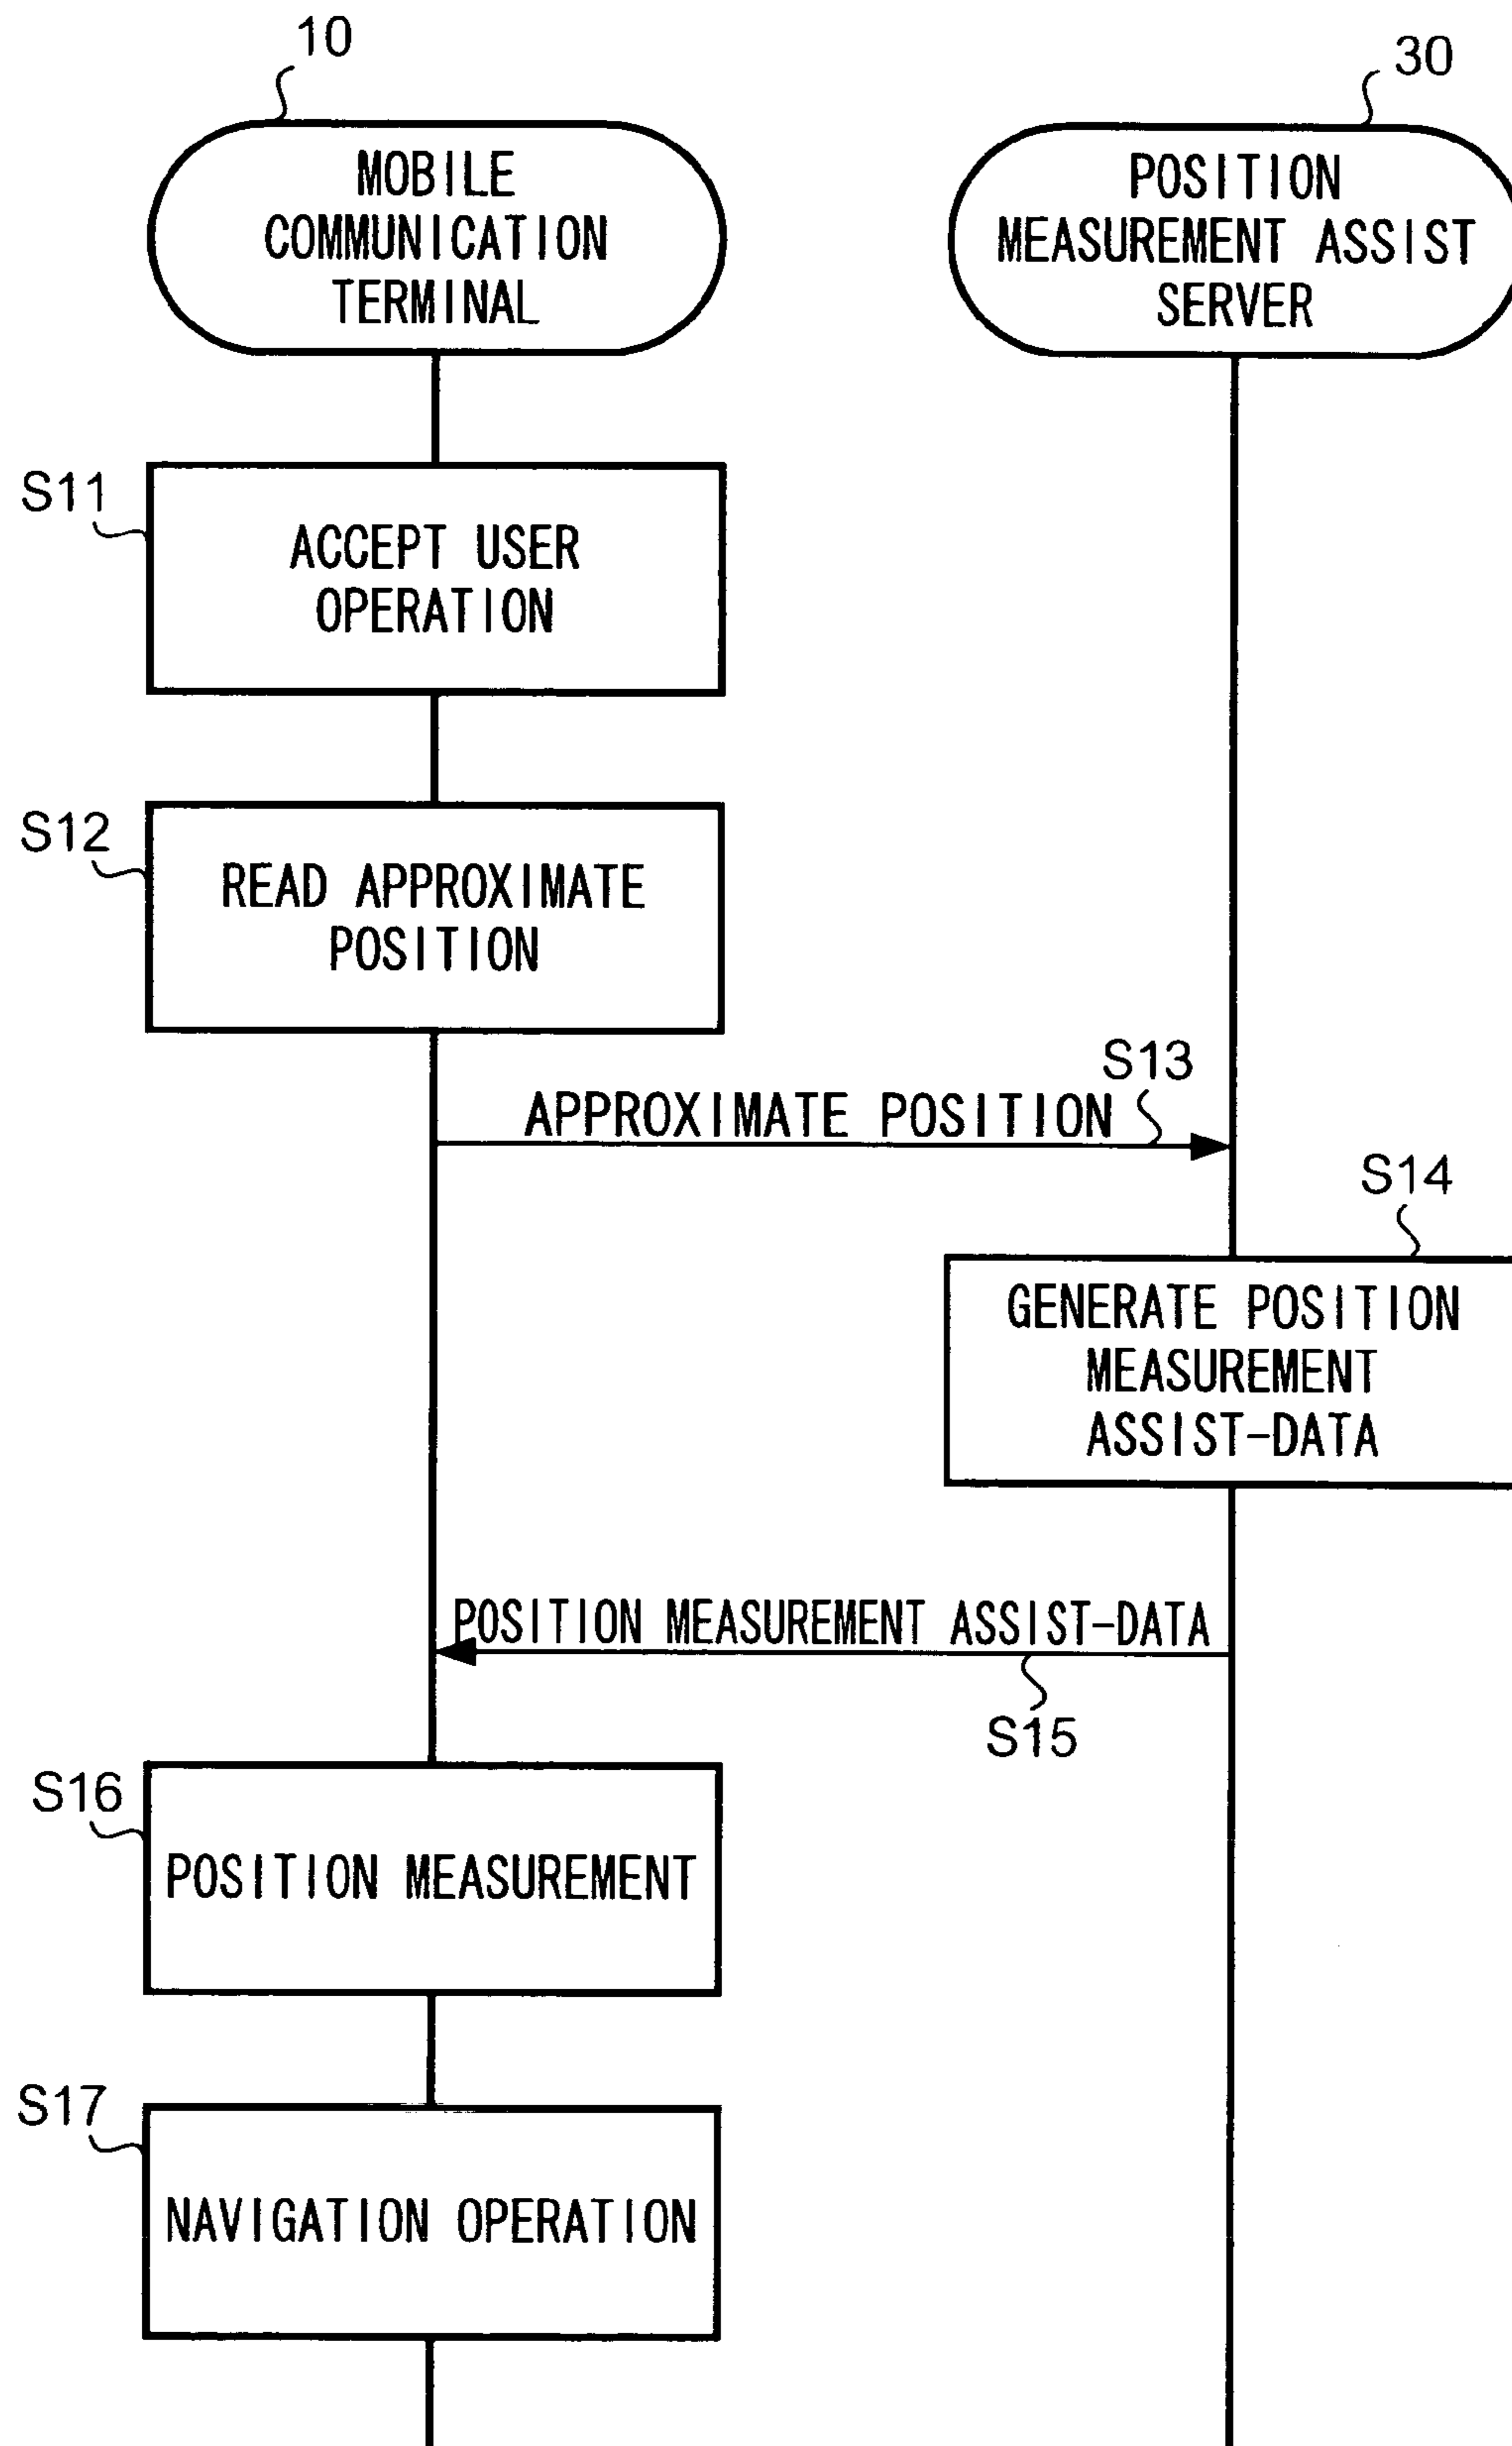 10
30
MOBILE
COMMUNICATION
TERMINAL
POSITION
MEASUREMENT ASSIST
SERVER
S11
ACCEPT USER
OPERATION
S12
READ APPROXIMATE
POSITION
S13
APPROXIMATE POSITION
S14
GENERATE POSITION
MEASUREMENT
ASSIST-DATA
POSITION MEASUREMENT ASSIST-DATA
S15
S16
POSITION MEASUREMENT
S17
NAVIGATION OPERATION